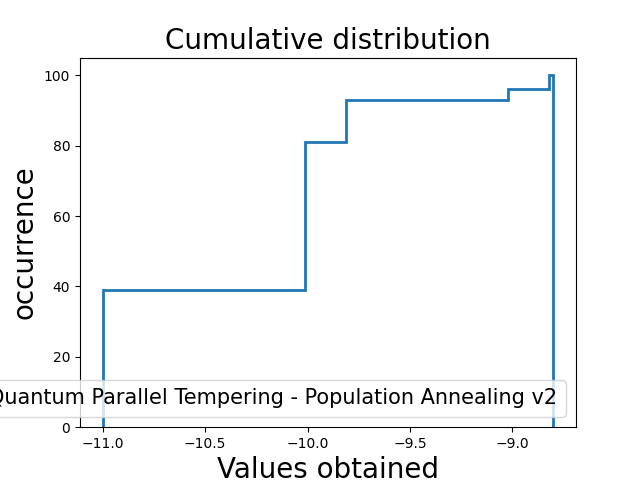 Cumulative distribution
occurrence
100
80
60
40
20
0
Quantum Parallel Tempering - Population Annealing v2
−11.0 −10.5 −10.0 −9.5 −9.0
Values obtained